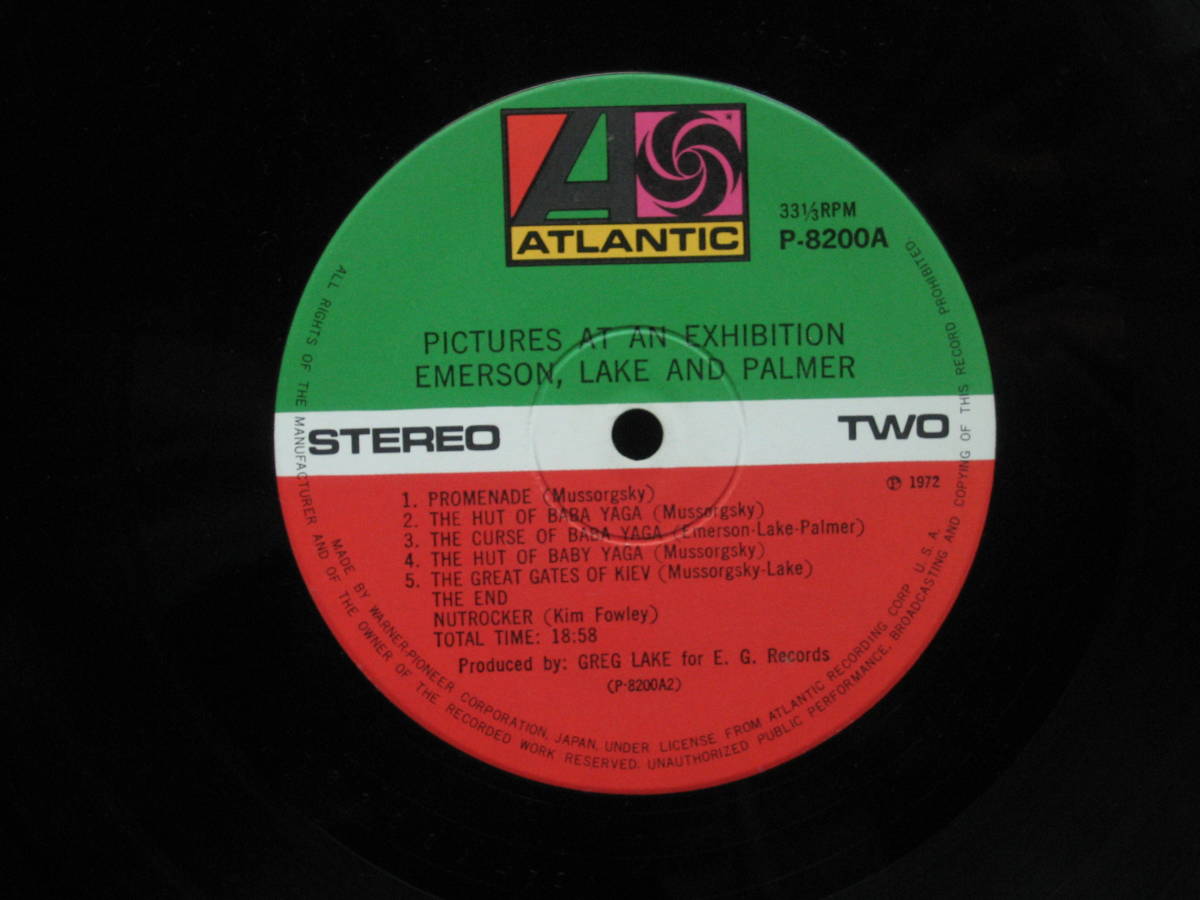 ATLANTIC
33⅓RPM
P-8200A
PICTURES AT AN EXHIBITION
EMERSON, LAKE AND PALMER
STEREO
TWO
℗ 1972
1. PROMENADE (Mussorgsky)
2. THE HUT OF BABA YAGA (Mussorgsky)
3. THE CURSE OF BABA YAGA (Emerson-Lake-Palmer)
4. THE HUT OF BABY YAGA (Mussorgsky)
5. THE GREAT GATES OF KIEV (Mussorgsky-Lake)
THE END
NUTROCKER (Kim Fowley)
TOTAL TIME: 18:58
Produced by: GREG LAKE for E. G. Records
(P-8200A2)
MADE BY WARNER-PIONEER CORPORATION, JAPAN, UNDER LICENSE FROM ATLANTIC RECORDING CORP. U.S.A.
ALL RIGHTS OF THE MANUFACTURER AND OF THE OWNER OF THE RECORDED WORK RESERVED. UNAUTHORIZED PUBLIC PERFORMANCE, BROADCASTING AND COPYING OF THIS RECORD PROHIBITED